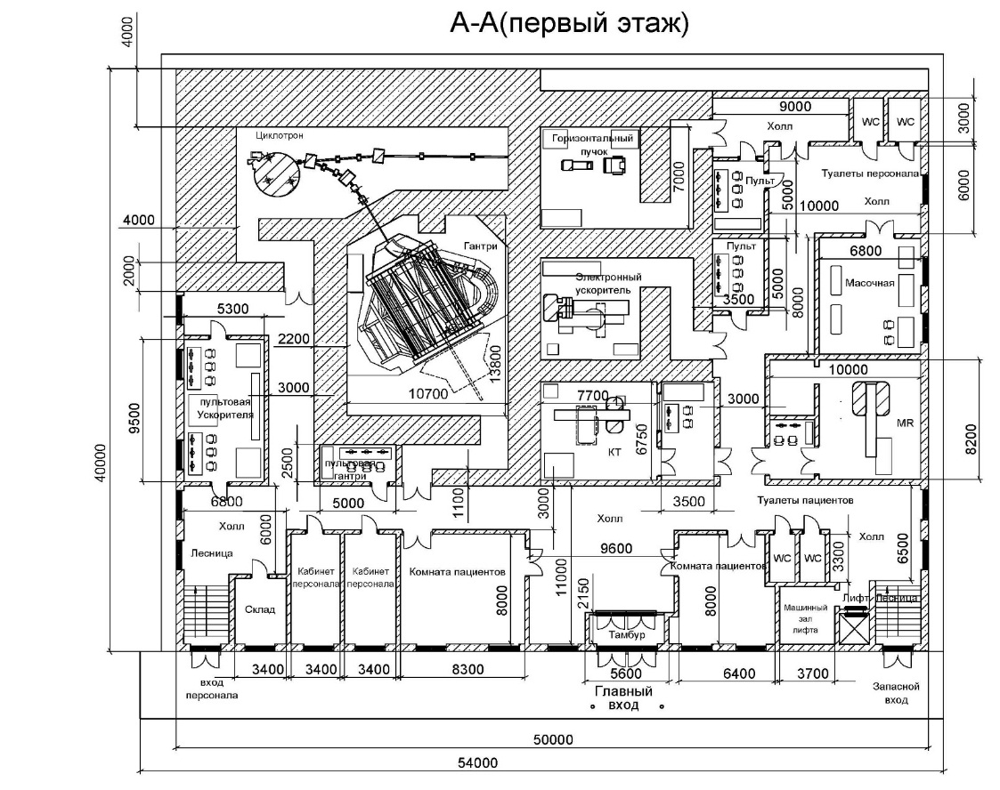 А-А(первый этаж)
4000
9000
3000
Холл
WC
WC
Циклотрон
Горизонтальный
пучок
7000
Пульт
5000
Туалеты персонала
6000
10000
Холл
4000
Гантри
Пульт
6800
2000
Электронный
ускоритель
5000
Масочная
3500
8000
5300
2200
13800
10700
10000
9500
3000
7700
3000
пультовая
Ускорителя
6750
MR
8200
КТ
40000
2500
пультовая
гантри
1100
3000
6800
5000
3500
Туалеты пациентов
6000
Холл
Холл
Холл
Лесница
9600
WC
WC
3300
6500
Кабинет
персонала
Кабинет
персонала
Комната пациентов
8000
11000
2150
Комната пациентов
8000
Склад
Машинный
зал
лифта
Лифт
Лесница
Тамбур
3400
3400
3400
8300
5600
6400
3700
вход
персонала
Главный
вход
Запасной
вход
50000
54000